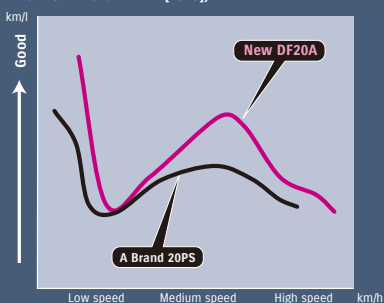 km/l
Good
New DF20A
A Brand 20PS
Low speed Medium speed High speed km/h